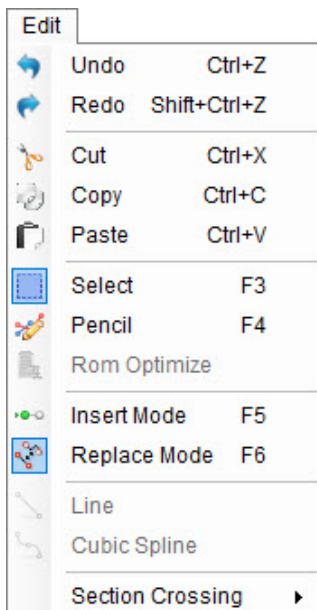 Edit
Undo Ctrl+Z
Redo Shift+Ctrl+Z
Cut Ctrl+X
Copy Ctrl+C
Paste Ctrl+V
Select F3
Pencil F4
Rom Optimize
Insert Mode F5
Replace Mode F6
Line
Cubic Spline
Section Crossing